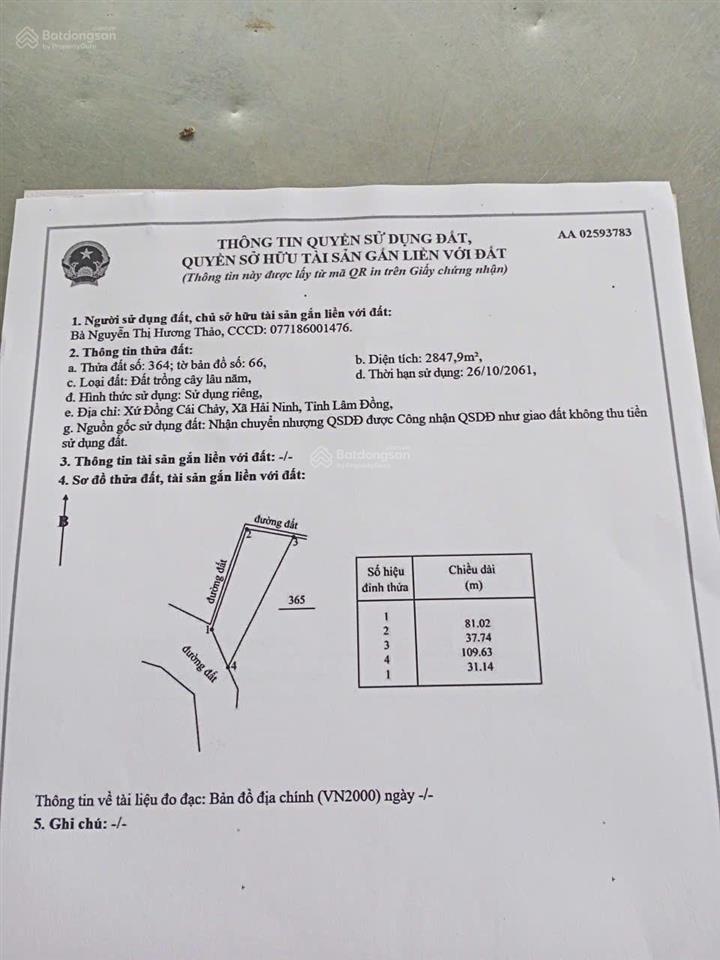 Batdongsan
by PropertyGuru
AA 02593783
THÔNG TIN QUYỀN SỬ DỤNG ĐẤT,
QUYỀN SỞ HỮU TÀI SẢN GẮN LIỀN VỚI ĐẤT
(Thông tin này được lấy từ mã QR in trên Giấy chứng nhận)
1. Người sử dụng đất, chủ sở hữu tài sản gắn liền với đất:
Bà Nguyễn Thị Hương Thảo, CCCD: 077186001476.
2. Thông tin thửa đất:
a. Thửa đất số: 364; tờ bản đồ số: 66,
b. Diện tích: 2847,9m²,
c. Loại đất: Đất trồng cây lâu năm,
d. Thời hạn sử dụng: 26/10/2061,
đ. Hình thức sử dụng: Sử dụng riêng,
e. Địa chỉ: Xứ Đồng Cái Chảy, Xã Hải Ninh, Tỉnh Lâm Đồng,
g. Nguồn gốc sử dụng đất: Nhận chuyển nhượng QSDĐ được Công nhận QSDĐ như giao đất không thu tiền
sử dụng đất.
3. Thông tin tài sản gắn liền với đất: -/-
Batdongsan
by PropertyGuru
4. Sơ đồ thửa đất, tài sản gắn liền với đất:
B
đường đất
2
3
đường đất
365
1
đường đất
4
Số hiệu đỉnh thửa
Chiều dài (m)
1
81.02
2
37.74
3
109.63
4
31.14
1
Thông tin về tài liệu đo đạc: Bản đồ địa chính (VN2000) ngày -/-
5. Ghi chú: -/-